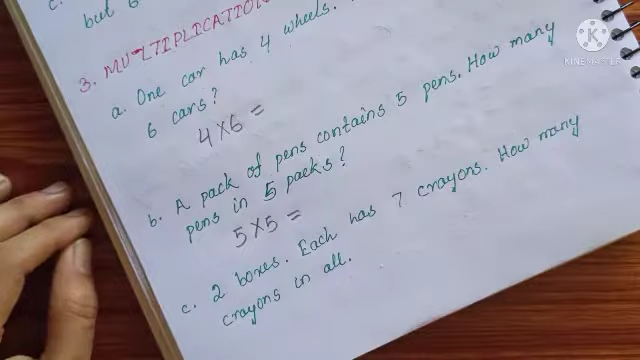 c.
but 6
3. MULTIPLICATION
a. One car has 4 wheels.
6 cars?
4 X 6 =
b. A pack of pens contains 5 pens. How many
pens in 5 packs?
5 X 5 =
c. 2 boxes. Each has 7 crayons. How many
crayons in all.
KINEMASTER